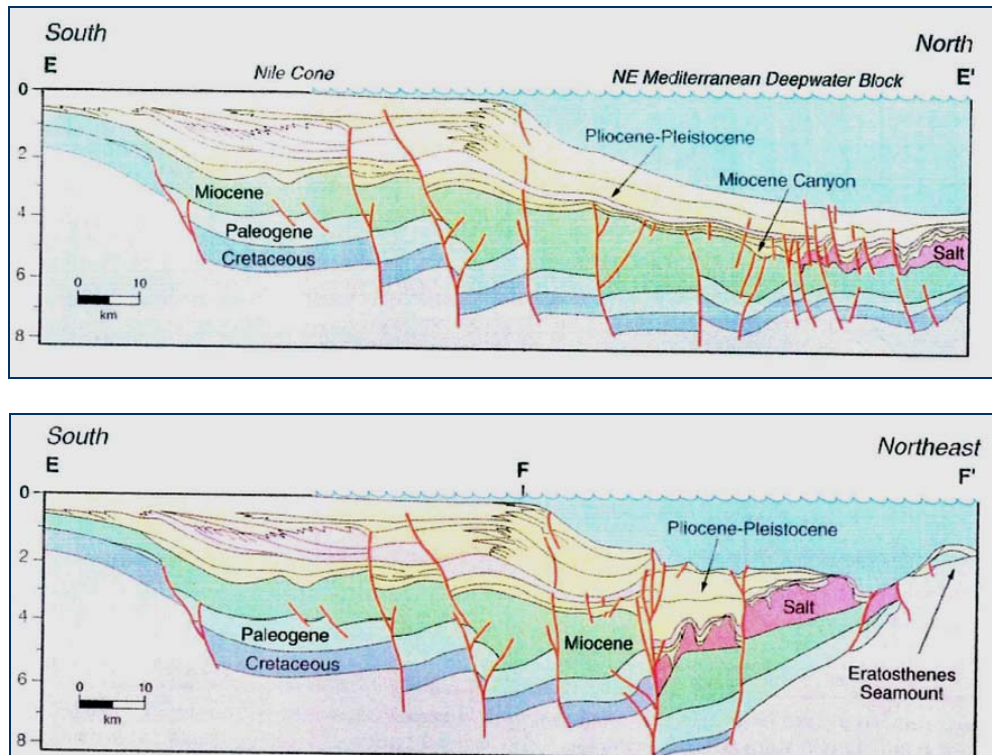 South
North
E
Nile Cone
NE Mediterranean Deepwater Block
E'
0
Pliocene-Pleistocene
2
Miocene Canyon
Miocene
4
Paleogene
Salt
Cretaceous
6
0 10
km
8
South
Northeast
E
F
F'
0
Pliocene-Pleistocene
2
Salt
4
Paleogene
Miocene
Cretaceous
Eratosthenes
Seamount
6
0 10
km
8